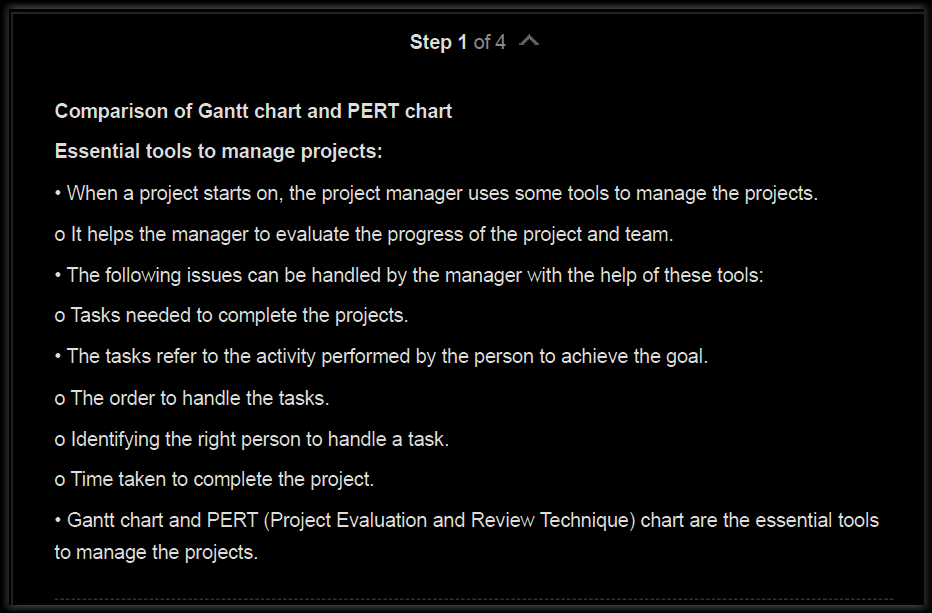 Step 1 of 4
Comparison of Gantt chart and PERT chart
Essential tools to manage projects:
• When a project starts on, the project manager uses some tools to manage the projects.
o It helps the manager to evaluate the progress of the project and team.
• The following issues can be handled by the manager with the help of these tools:
o Tasks needed to complete the projects.
• The tasks refer to the activity performed by the person to achieve the goal.
o The order to handle the tasks.
o Identifying the right person to handle a task.
o Time taken to complete the project.
• Gantt chart and PERT (Project Evaluation and Review Technique) chart are the essential tools
to manage the projects.